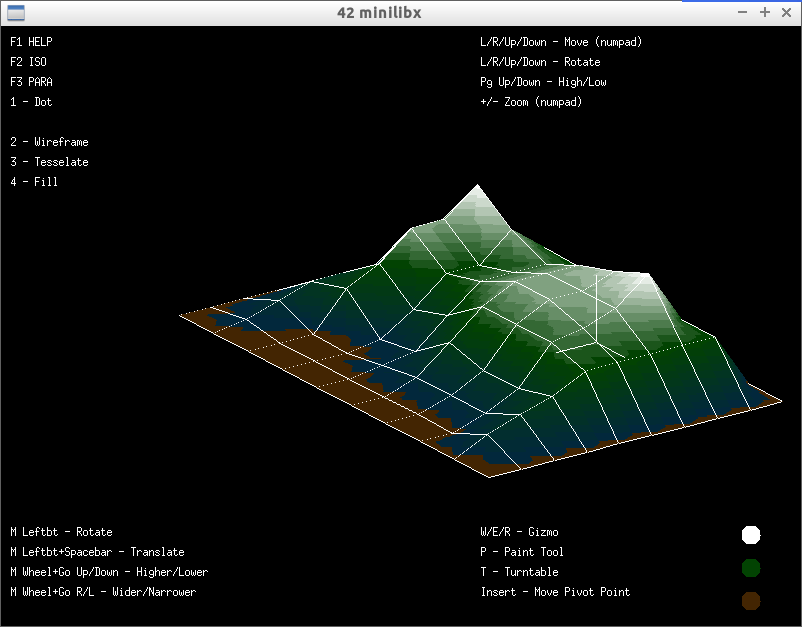 42 minilibx
F1 HELP
F2 ISO
F3 PARA
1 - Dot
2 - Wireframe
3 - Tesselate
4 - Fill
L/R/Up/Down - Move (numpad)
L/R/Up/Down - Rotate
Pg Up/Down - High/Low
+/- Zoom (numpad)
M Leftbt - Rotate
M Leftbt+Spacebar - Translate
M Wheel+Go Up/Down - Higher/Lower
M Wheel+Go R/L - Wider/Narrower
W/E/R - Gizmo
P - Paint Tool
T - Turntable
Insert - Move Pivot Point